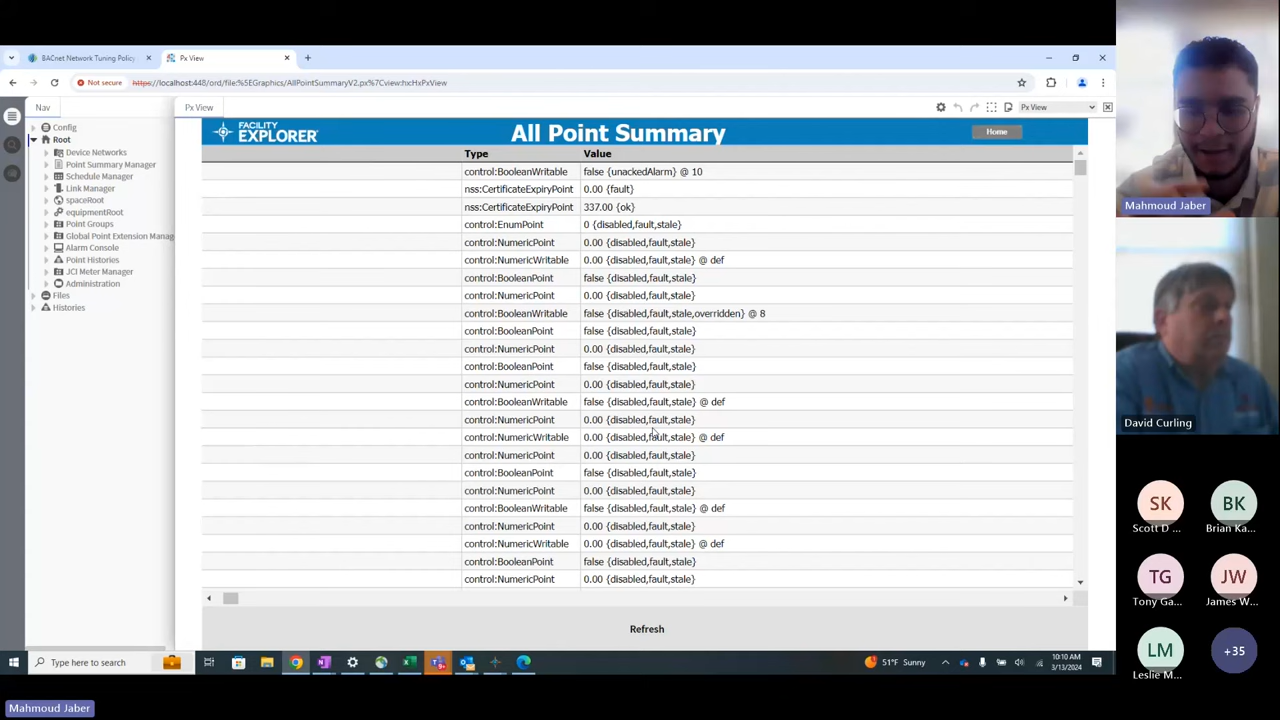 BACnet Network Tuning Policy
Px View
Not secure
https://localhost:448/ord/file:%5EGraphics/AllPointSummaryV2.px%7Cview:hxHxPxView
Nav
Px View
Px View
Config
Root
Device Networks
Point Summary Manager
Schedule Manager
Link Manager
spaceRoot
equipmentRoot
Point Groups
Global Point Extension Manag
Alarm Console
Point Histories
JCI Meter Manager
Administration
Files
Histories
FACILITY
EXPLORER
All Point Summary
Home
Type Value
control:BooleanWritable false {unackedAlarm} @ 10
nss:CertificateExpiryPoint 0.00 {fault}
nss:CertificateExpiryPoint 337.00 {ok}
control:EnumPoint 0 {disabled,fault,stale}
control:NumericPoint 0.00 {disabled,fault,stale}
control:NumericWritable 0.00 {disabled,fault,stale} @ def
control:BooleanPoint false {disabled,fault,stale}
control:NumericPoint 0.00 {disabled,fault,stale}
control:BooleanWritable false {disabled,fault,stale,overridden} @ 8
control:BooleanPoint false {disabled,fault,stale}
control:NumericPoint 0.00 {disabled,fault,stale}
control:BooleanPoint false {disabled,fault,stale}
control:NumericPoint 0.00 {disabled,fault,stale}
control:BooleanWritable false {disabled,fault,stale} @ def
control:NumericPoint 0.00 {disabled,fault,stale}
control:NumericWritable 0.00 {disabled,fault,stale} @ def
control:NumericPoint 0.00 {disabled,fault,stale}
control:BooleanPoint false {disabled,fault,stale}
control:NumericPoint 0.00 {disabled,fault,stale}
control:BooleanWritable false {disabled,fault,stale} @ def
control:NumericPoint 0.00 {disabled,fault,stale}
control:NumericWritable 0.00 {disabled,fault,stale} @ def
control:BooleanPoint false {disabled,fault,stale}
control:NumericPoint 0.00 {disabled,fault,stale}
Refresh
Type here to search
51°F Sunny
10:10 AM
3/13/2024
Mahmoud Jaber
Mahmoud Jaber
David Curling
SK
Scott D ...
BK
Brian Ka...
TG
Tony Ga...
JW
James W...
LM
Leslie M...
+35